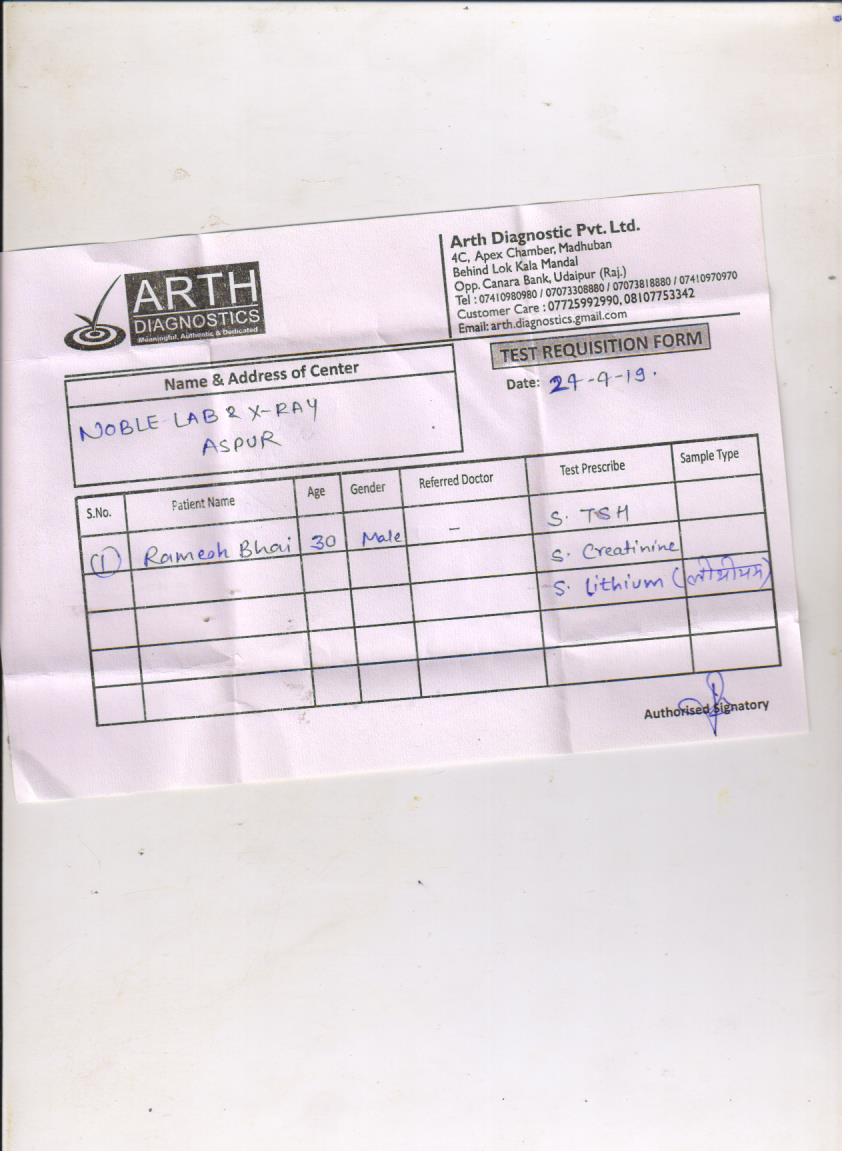 ARTH
DIAGNOSTICS
Meaningful, Authentic & Dedicated
Arth Diagnostic Pvt. Ltd.
4C, Apex Chamber, Madhuban
Behind Lok Kala Mandal
Opp. Canara Bank, Udaipur (Raj.)
Tel : 07410980980 / 07073308880 / 07073818880 / 07410970970
Customer Care : 07725992990, 08107753342
Email: arth.diagnostics.gmail.com
TEST REQUISITION FORM
Date: 24-4-19.
Name & Address of Center
NOBLE LAB & X-RAY
ASPUR
S.No. Patient Name Age Gender Referred Doctor Test Prescribe Sample Type
(1) Ramesh Bhai 30 Male – S. TSH
S. Creatinine
S. Lithium (लीथीयम)
Authorised Signatory